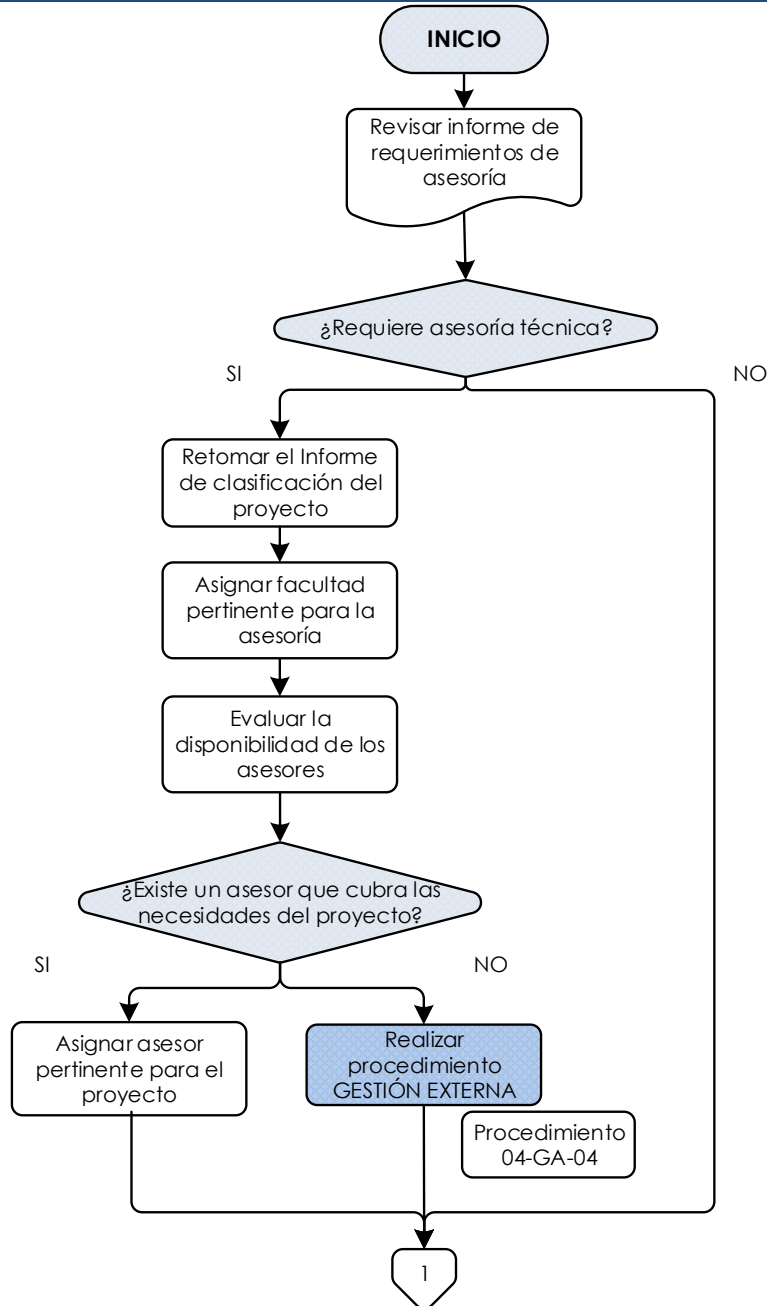 INICIO
Revisar informe de
requerimientos de
asesoría
¿Requiere asesoría técnica?
SI
NO
Retomar el Informe
de clasificación del
proyecto
Asignar facultad
pertinente para la
asesoría
Evaluar la
disponibilidad de los
asesores
¿Existe un asesor que cubra las
necesidades del proyecto?
SI
NO
Asignar asesor
pertinente para el
proyecto
Realizar
procedimiento
GESTIÓN EXTERNA
Procedimiento
04-GA-04
1